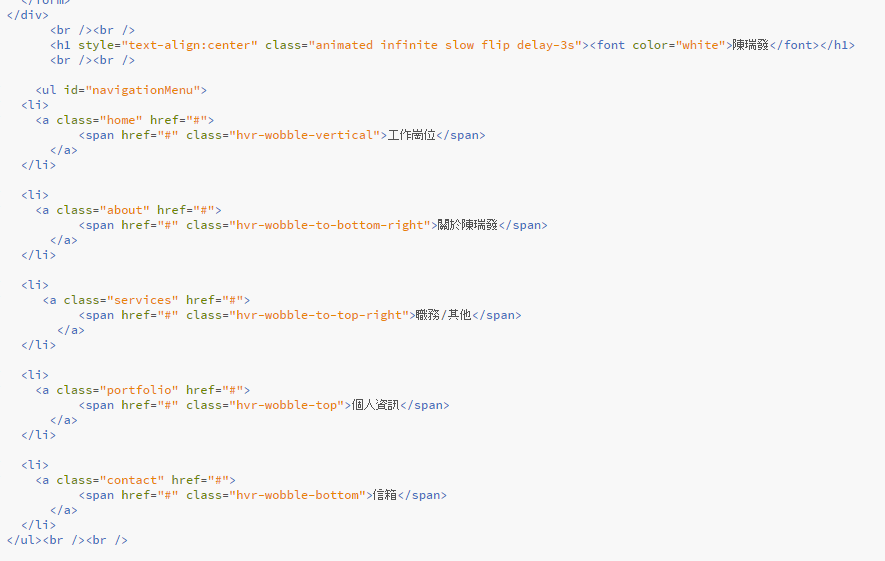 </form>
</div>
<br /><br />
<h1 style="text-align:center" class="animated infinite slow flip delay-3s"><font color="white">陳瑞發</font></h1>
<br /><br />
<ul id="navigationMenu">
<li>
<a class="home" href="#">
<span href="#" class="hvr-wobble-vertical">工作崗位</span>
</a>
</li>
<li>
<a class="about" href="#">
<span href="#" class="hvr-wobble-to-bottom-right">關於陳瑞發</span>
</a>
</li>
<li>
<a class="services" href="#">
<span href="#" class="hvr-wobble-to-top-right">職務/其他</span>
</a>
</li>
<li>
<a class="portfolio" href="#">
<span href="#" class="hvr-wobble-top">個人資訊</span>
</a>
</li>
<li>
<a class="contact" href="#">
<span href="#" class="hvr-wobble-bottom">信箱</span>
</a>
</li>
</ul><br /><br />